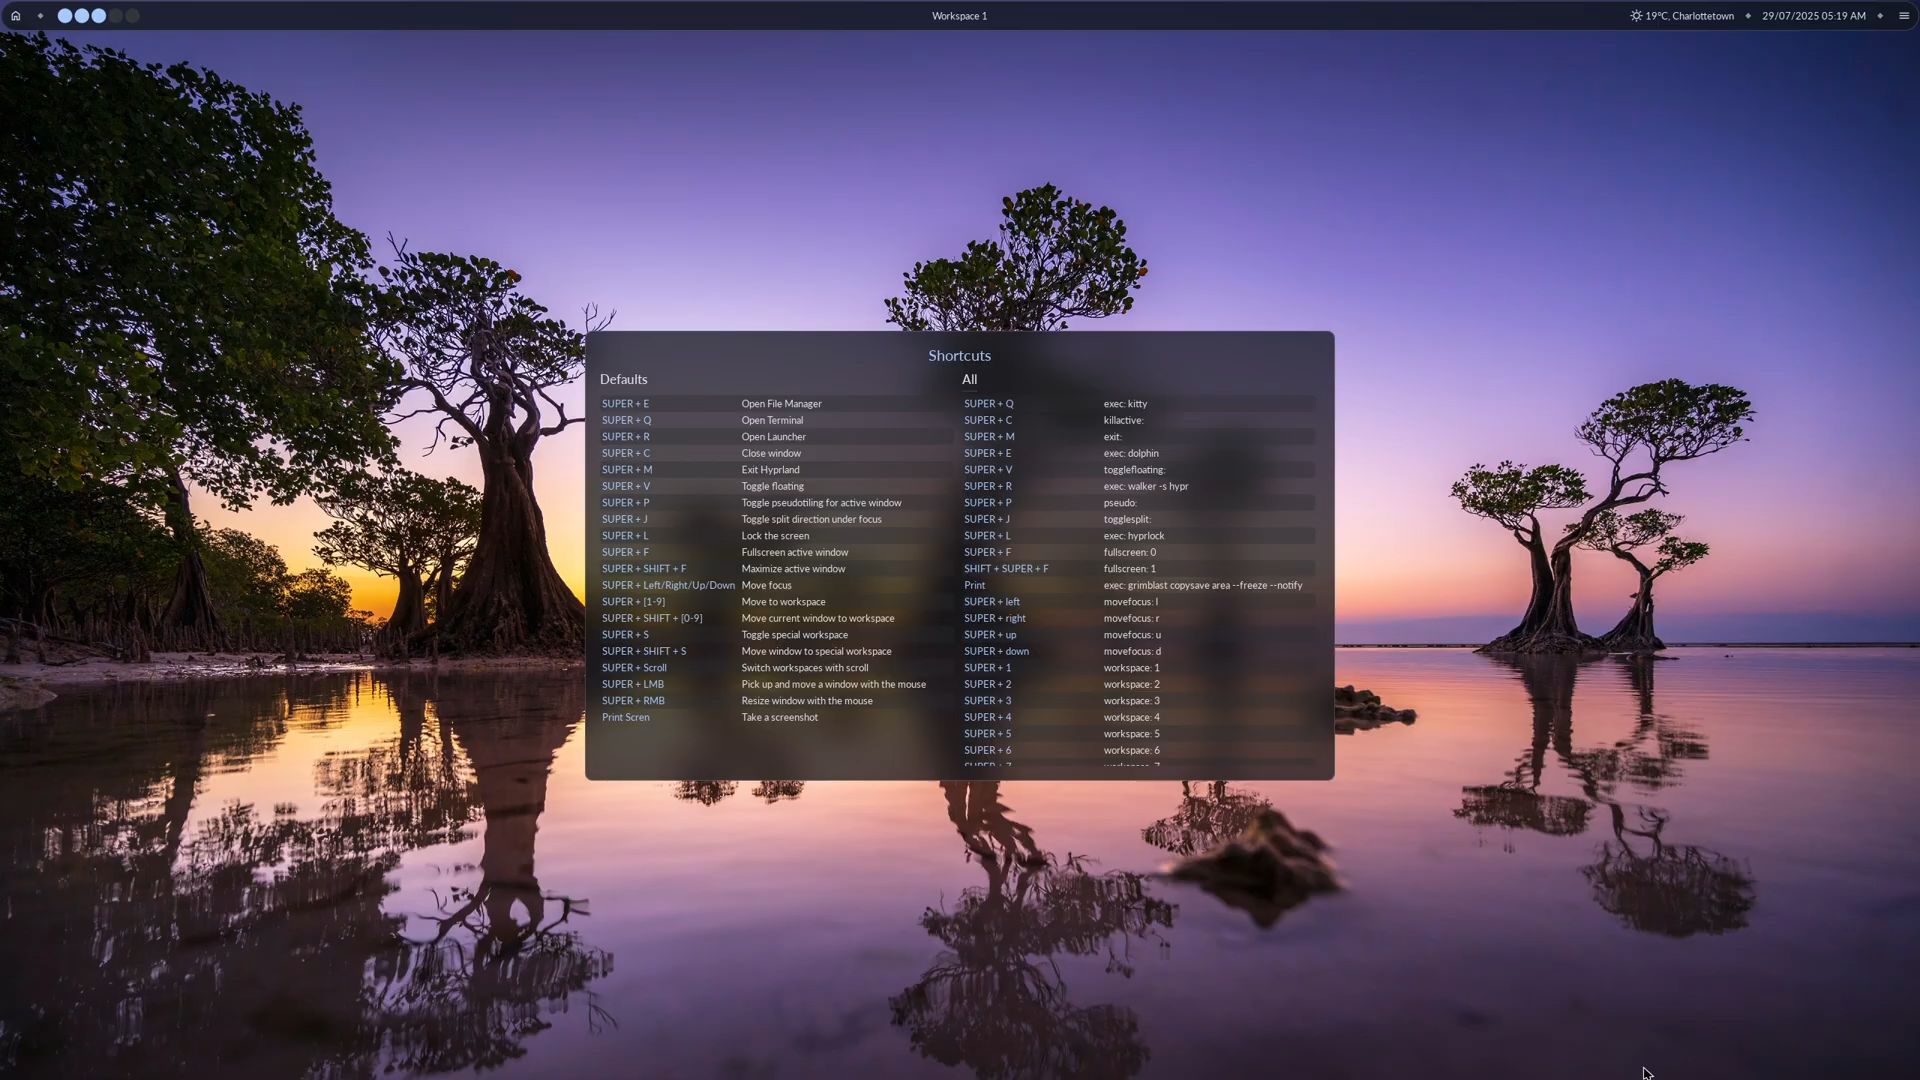 Workspace 1
19°C, Charlottetown
29/07/2025 05:19 AM
Shortcuts
Defaults
SUPER + E Open File Manager
SUPER + Q Open Terminal
SUPER + R Open Launcher
SUPER + C Close window
SUPER + M Exit Hyprland
SUPER + V Toggle floating
SUPER + P Toggle pseudotiling for active window
SUPER + J Toggle split direction under focus
SUPER + L Lock the screen
SUPER + F Fullscreen active window
SUPER + SHIFT + F Maximize active window
SUPER + Left/Right/Up/Down Move focus
SUPER + [1-9] Move to workspace
SUPER + SHIFT + [0-9] Move current window to workspace
SUPER + S Toggle special workspace
SUPER + SHIFT + S Move window to special workspace
SUPER + Scroll Switch workspaces with scroll
SUPER + LMB Pick up and move a window with the mouse
SUPER + RMB Resize window with the mouse
Print Scren Take a screenshot
All
SUPER + Q exec: kitty
SUPER + C killactive:
SUPER + M exit:
SUPER + E exec: dolphin
SUPER + V togglefloating:
SUPER + R exec: walker -s hypr
SUPER + P pseudo:
SUPER + J togglesplit:
SUPER + L exec: hyprlock
SUPER + F fullscreen: 0
SHIFT + SUPER + F fullscreen: 1
Print exec: grimblast copysave area --freeze --notify
SUPER + left movefocus: l
SUPER + right movefocus: r
SUPER + up movefocus: u
SUPER + down movefocus: d
SUPER + 1 workspace: 1
SUPER + 2 workspace: 2
SUPER + 3 workspace: 3
SUPER + 4 workspace: 4
SUPER + 5 workspace: 5
SUPER + 6 workspace: 6
SUPER + 7 workspace: 7